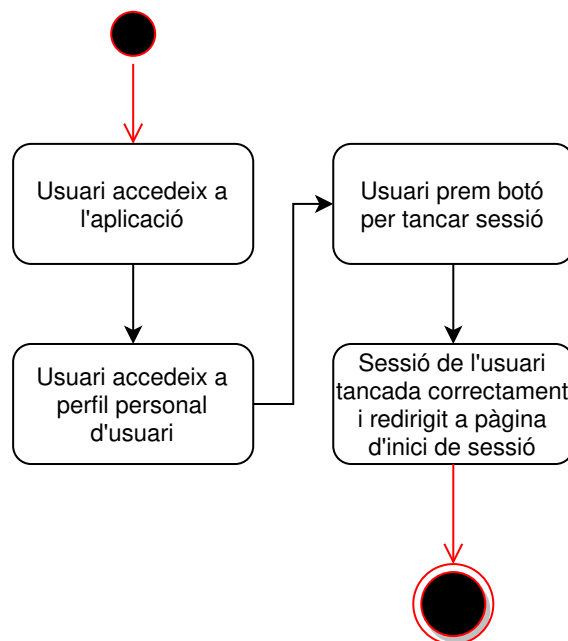 Usuari accedeix a
l'aplicació
Usuari accedeix a
perfil personal
d'usuari
Usuari prem botó
per tancar sessió
Sessió de l'usuari
tancada correctament
i redirigit a pàgina
d'inici de sessió